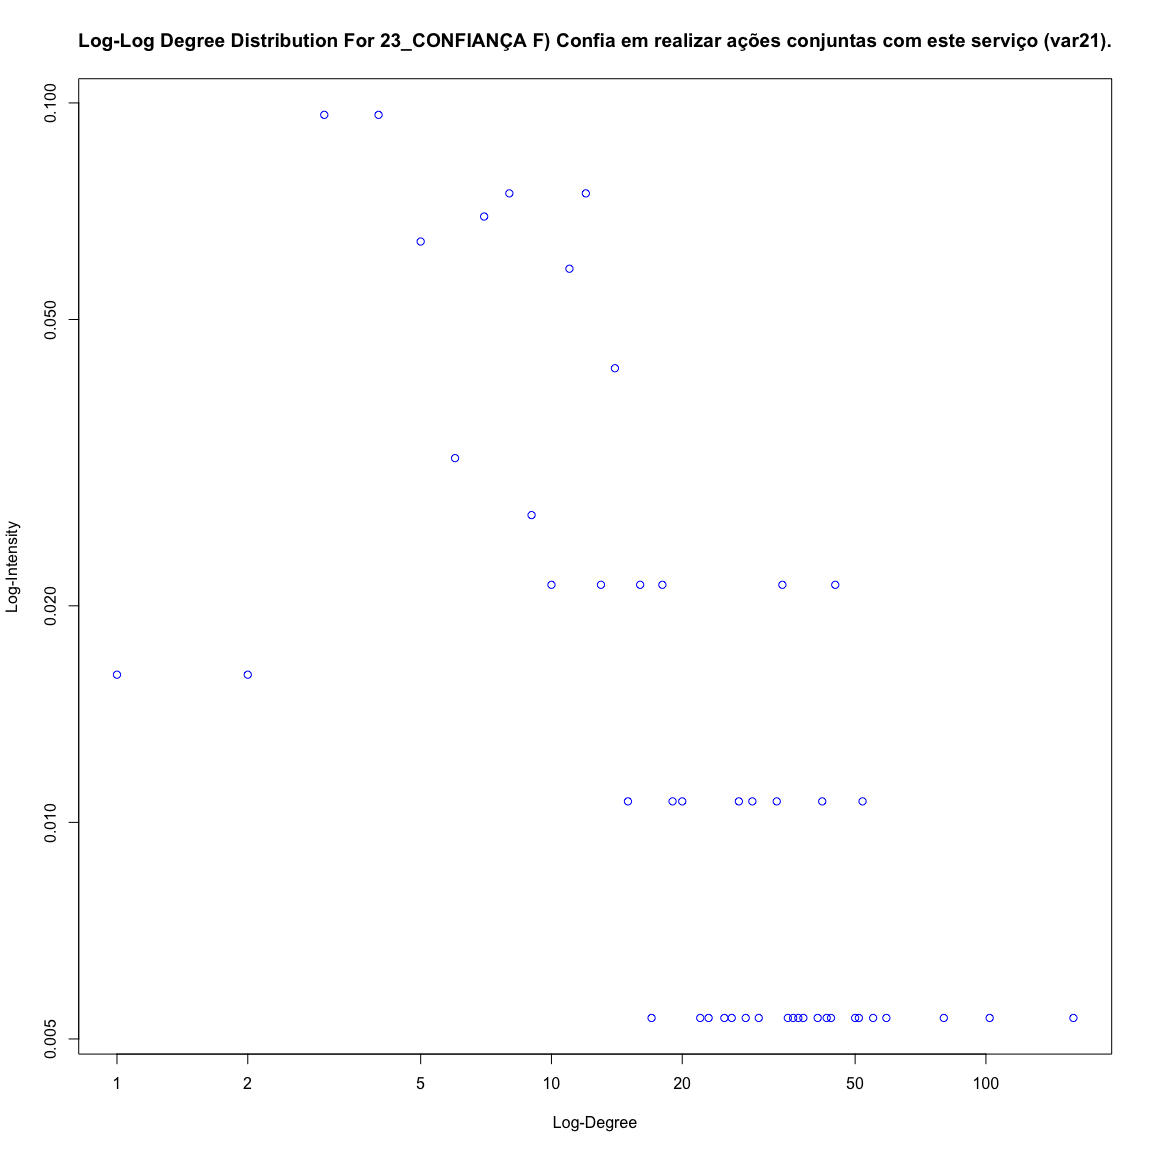 Log-Log Degree Distribution For 23_CONFIANÇA F) Confia em realizar ações conjuntas com este serviço (var21).
0.100
0.050
0.020
0.010
0.005
Log-Intensity
1 2 5 10 20 50 100
Log-Degree